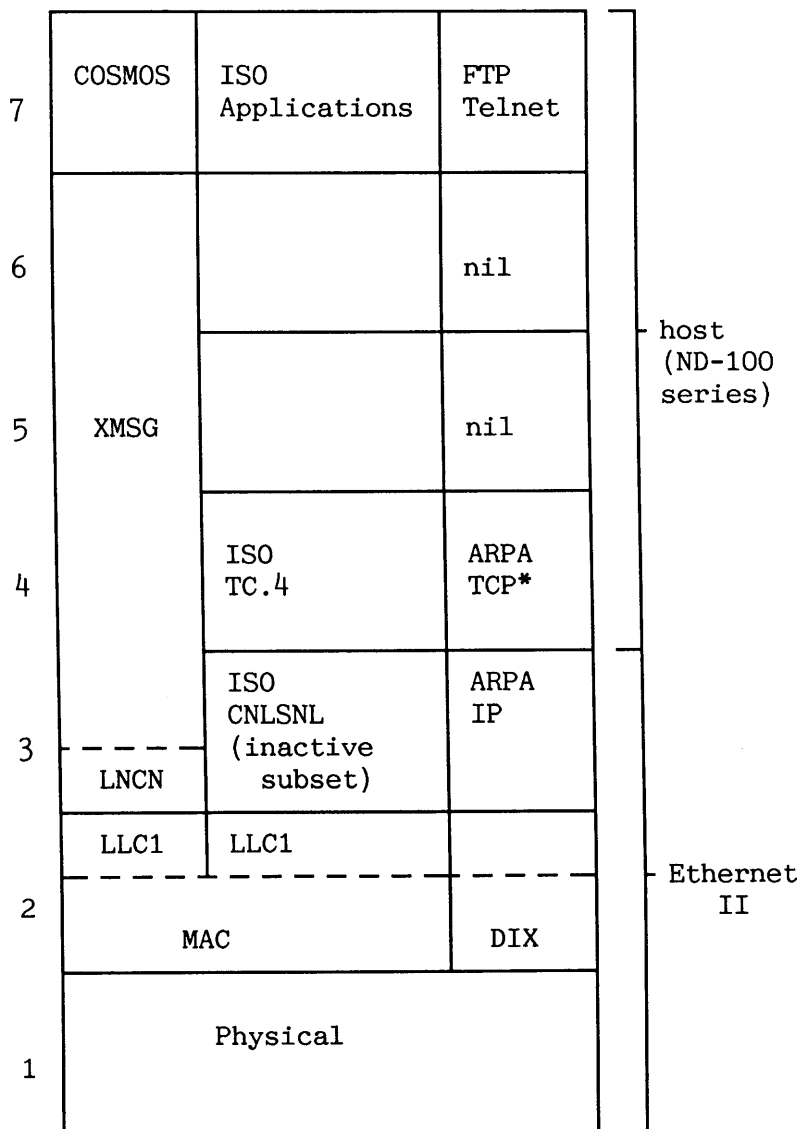 COSMOS ISO FTP
7 Applications Telnet
6 nil
host
(ND-100
series)
5 XMSG nil
ISO ARPA
4 TC.4 TCP*
ISO ARPA
CNLSNL IP
3 (inactive
LNCN subset)
LLC1 LLC1
Ethernet
2 II
MAC DIX
Physical
1